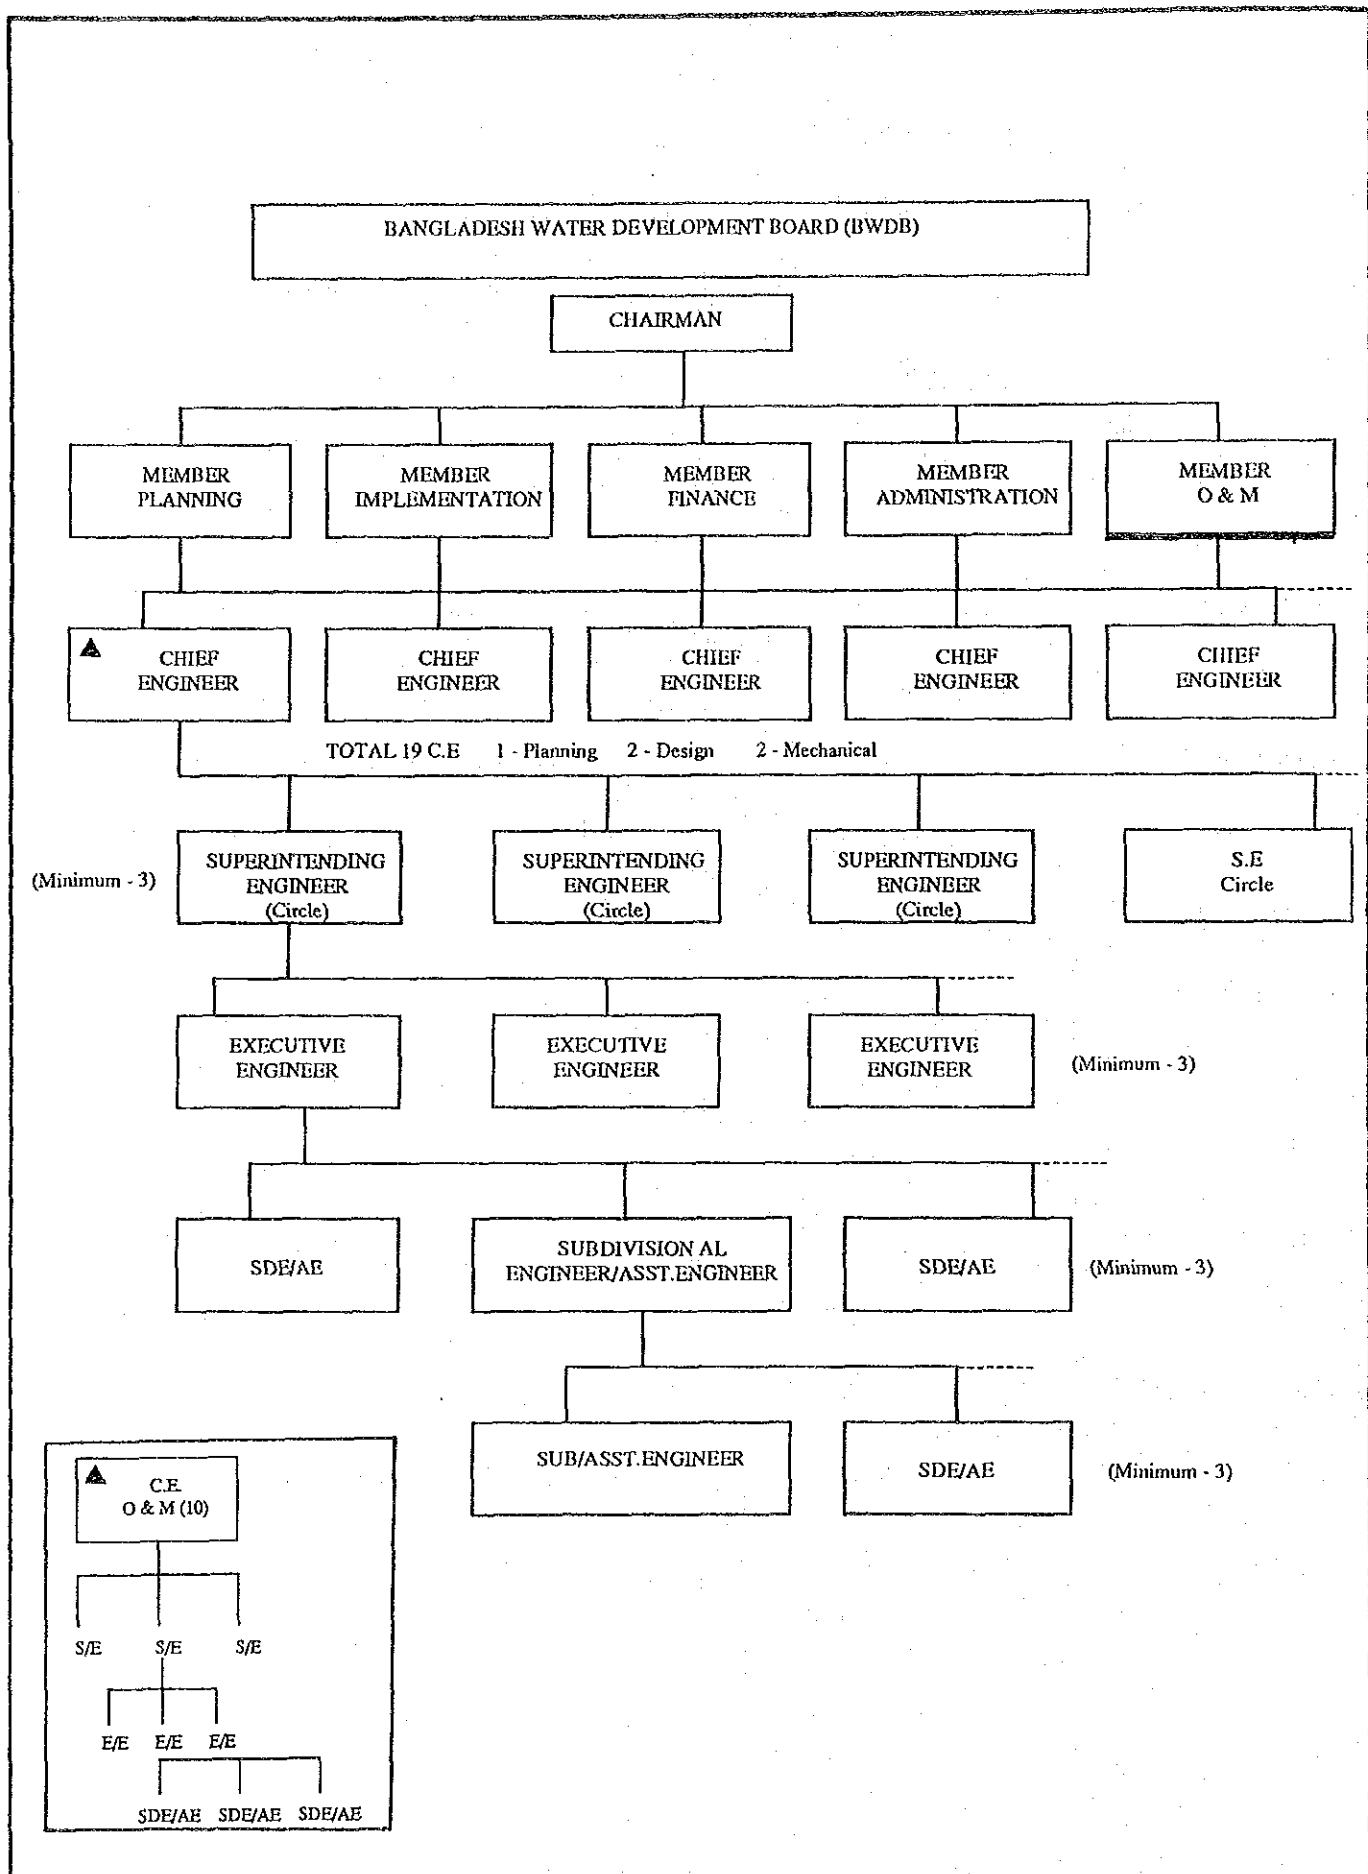 BANGLADESH WATER DEVELOPMENT BOARD (BWDB)
CHAIRMAN
MEMBER
PLANNING
MEMBER
IMPLEMENTATION
MEMBER
FINANCE
MEMBER
ADMINISTRATION
MEMBER
O & M
CHIEF
ENGINEER
CHIEF
ENGINEER
CHIEF
ENGINEER
CHIEF
ENGINEER
CHIEF
ENGINEER
TOTAL 19 C.E 1 - Planning 2 - Design 2 - Mechanical
(Minimum - 3)
SUPERINTENDING
ENGINEER
(Circle)
SUPERINTENDING
ENGINEER
(Circle)
SUPERINTENDING
ENGINEER
(Circle)
S.E
Circle
EXECUTIVE
ENGINEER
EXECUTIVE
ENGINEER
EXECUTIVE
ENGINEER
(Minimum - 3)
SDE/AE
SUBDIVISION AL
ENGINEER/ASST.ENGINEER
SDE/AE
(Minimum - 3)
SUB/ASST.ENGINEER
SDE/AE
(Minimum - 3)
C.E.
O & M (10)
S/E S/E S/E
E/E E/E E/E
SDE/AE SDE/AE SDE/AE